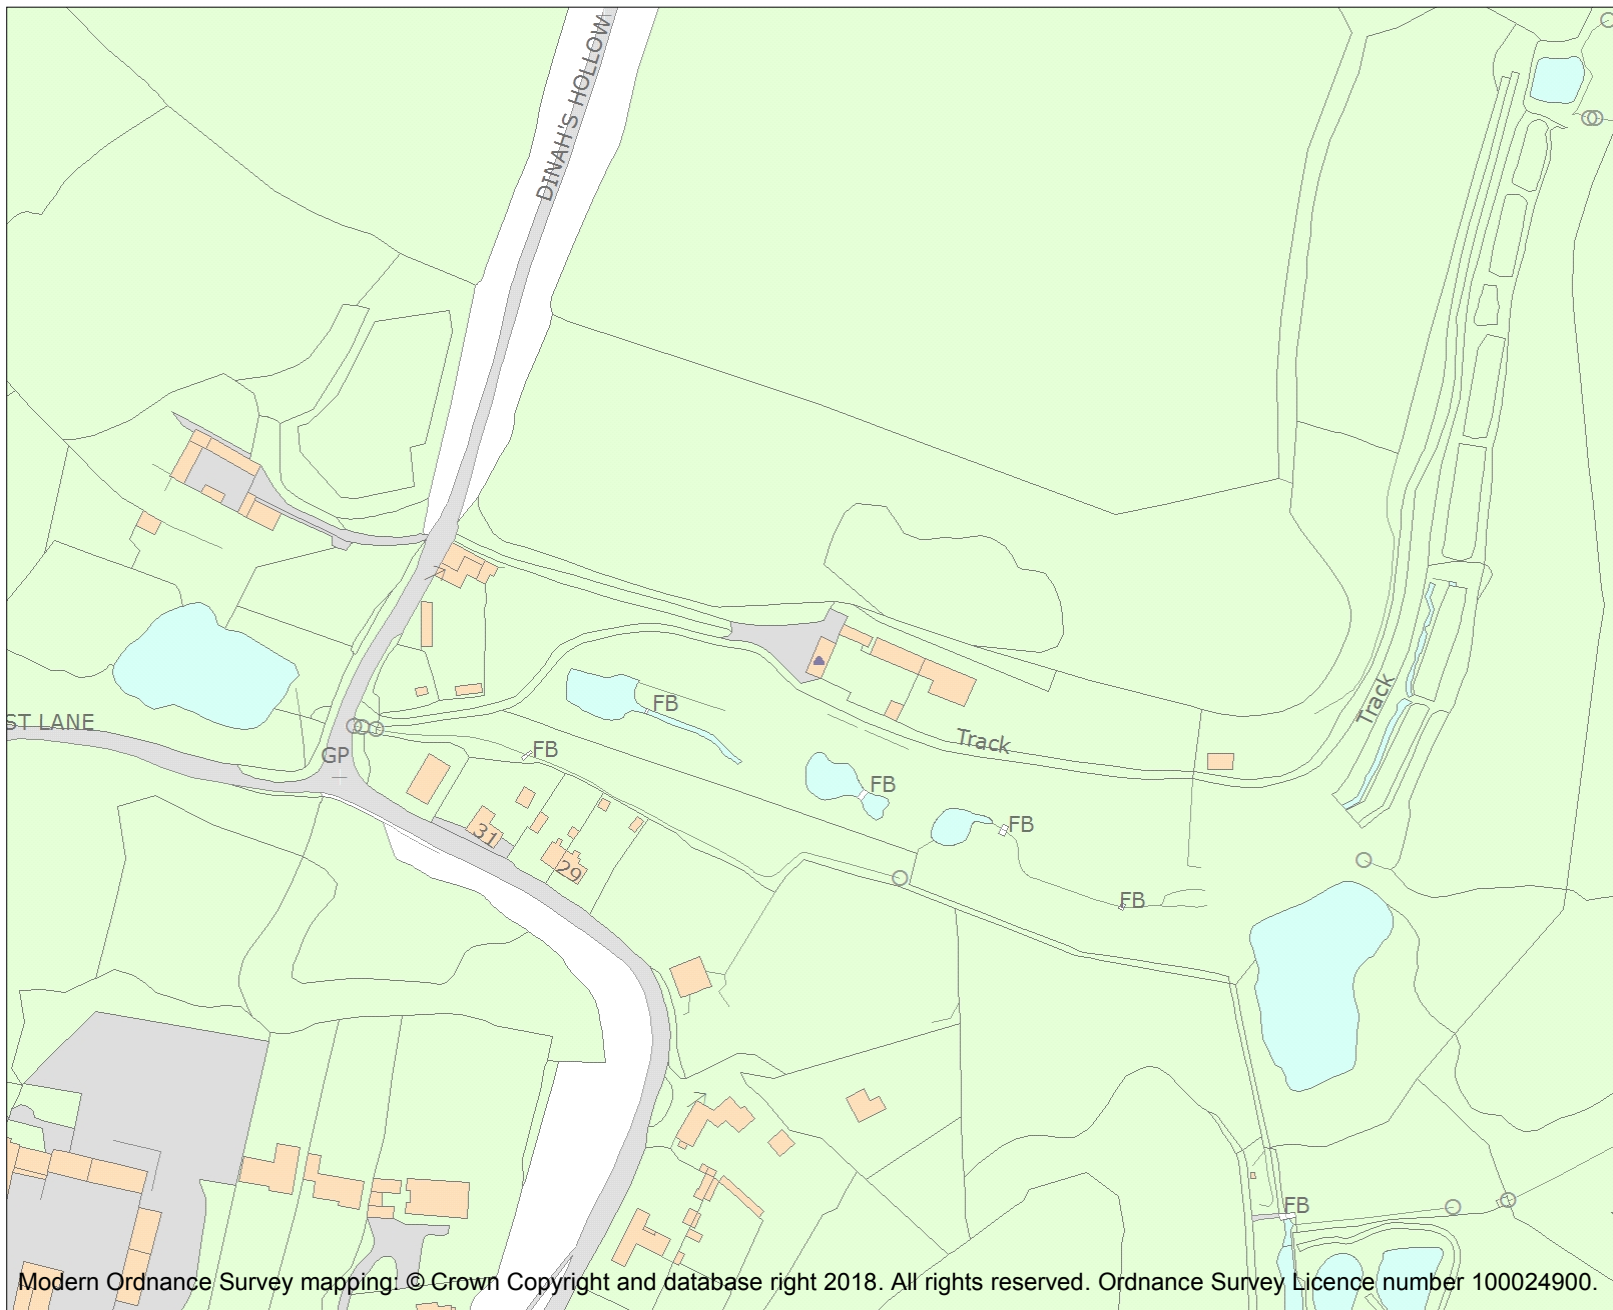 DINAH'S HOLLOW
ST LANE
GP
FB
FB
FB
FB
FB
Track
Track
31
29
FB
Modern Ordnance Survey mapping: © Crown Copyright and database right 2018. All rights reserved. Ordnance Survey Licence number 100024900.